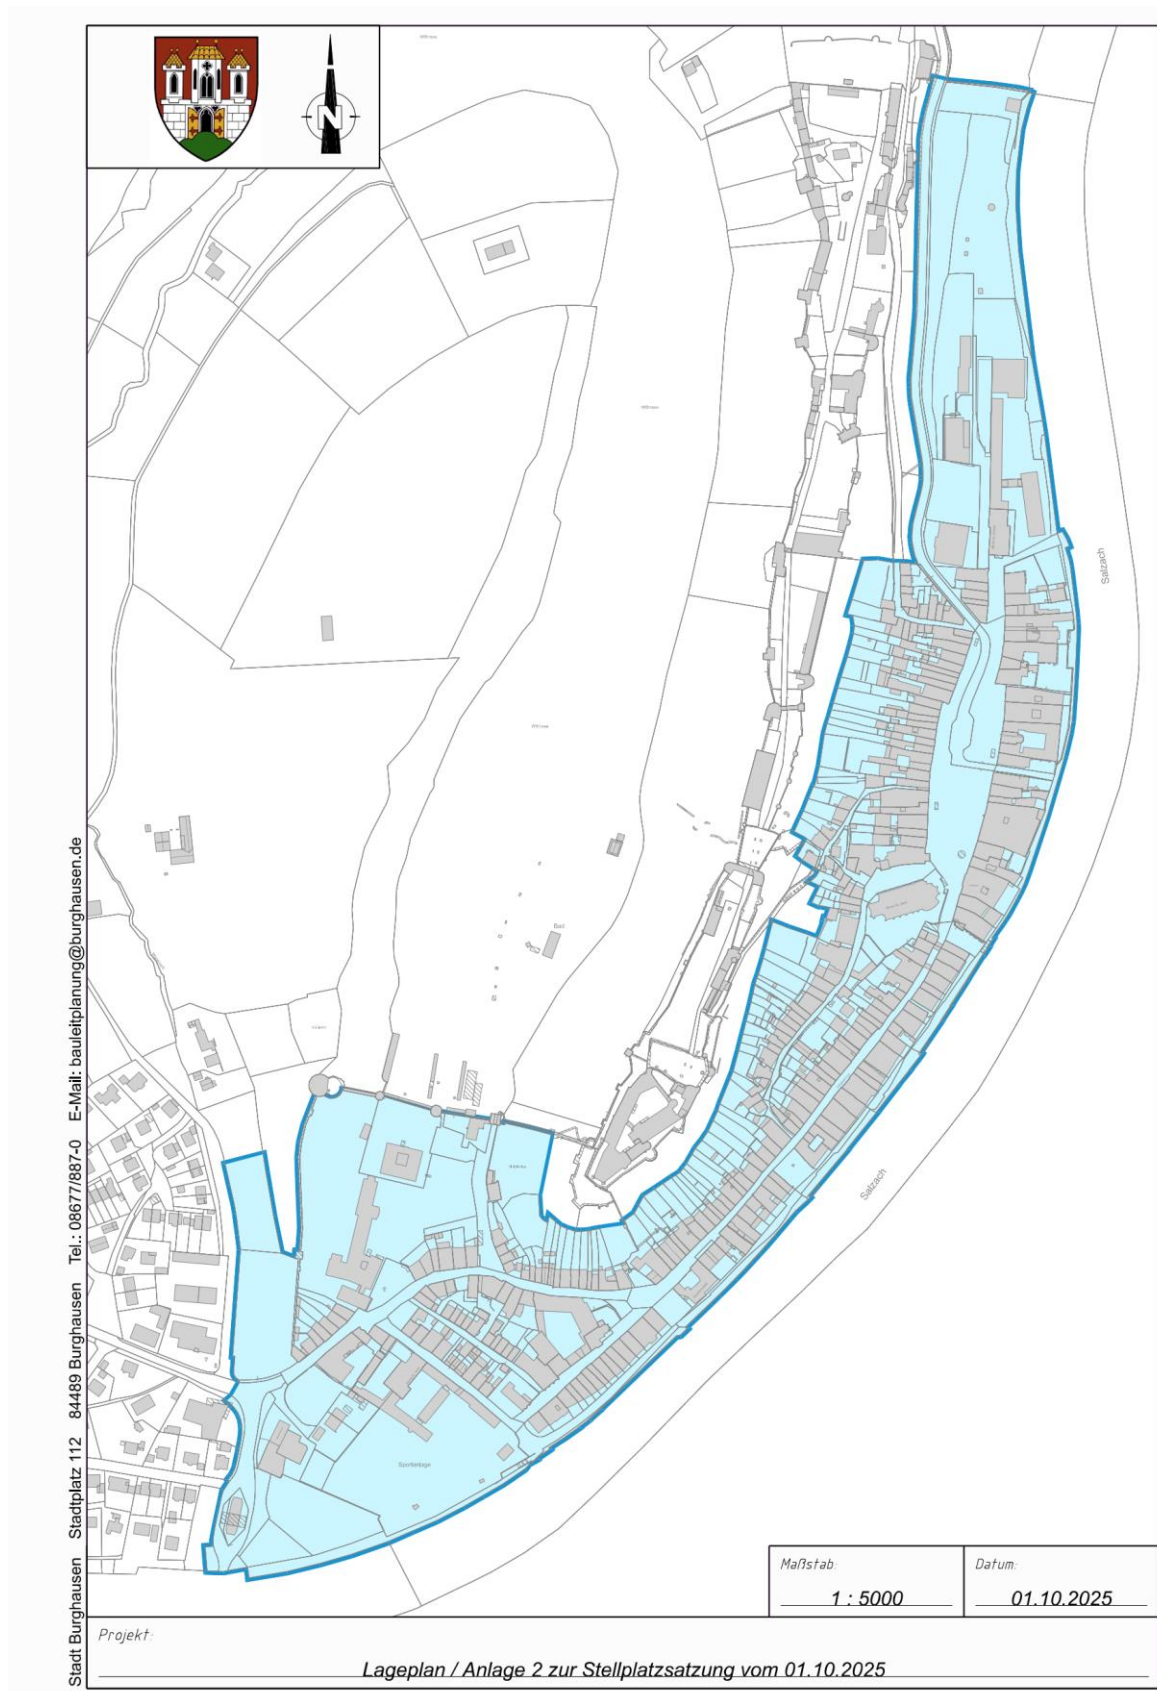 N
Salzach
Bad
Salzach
Sportanlage
Stadt Burghausen Stadtplatz 112 84489 Burghausen Tel.: 08677/887-0 E-Mail: bauleitplanung@burghausen.de
Maßstab:
1 : 5000
Datum:
01.10.2025
Projekt:
Lageplan / Anlage 2 zur Stellplatzsatzung vom 01.10.2025